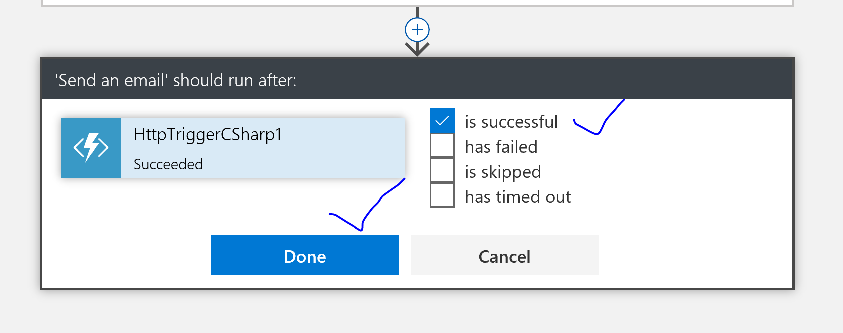 'Send an email' should run after:
HttpTriggerCSharp1
Succeeded
is successful
has failed
is skipped
has timed out
Done
Cancel